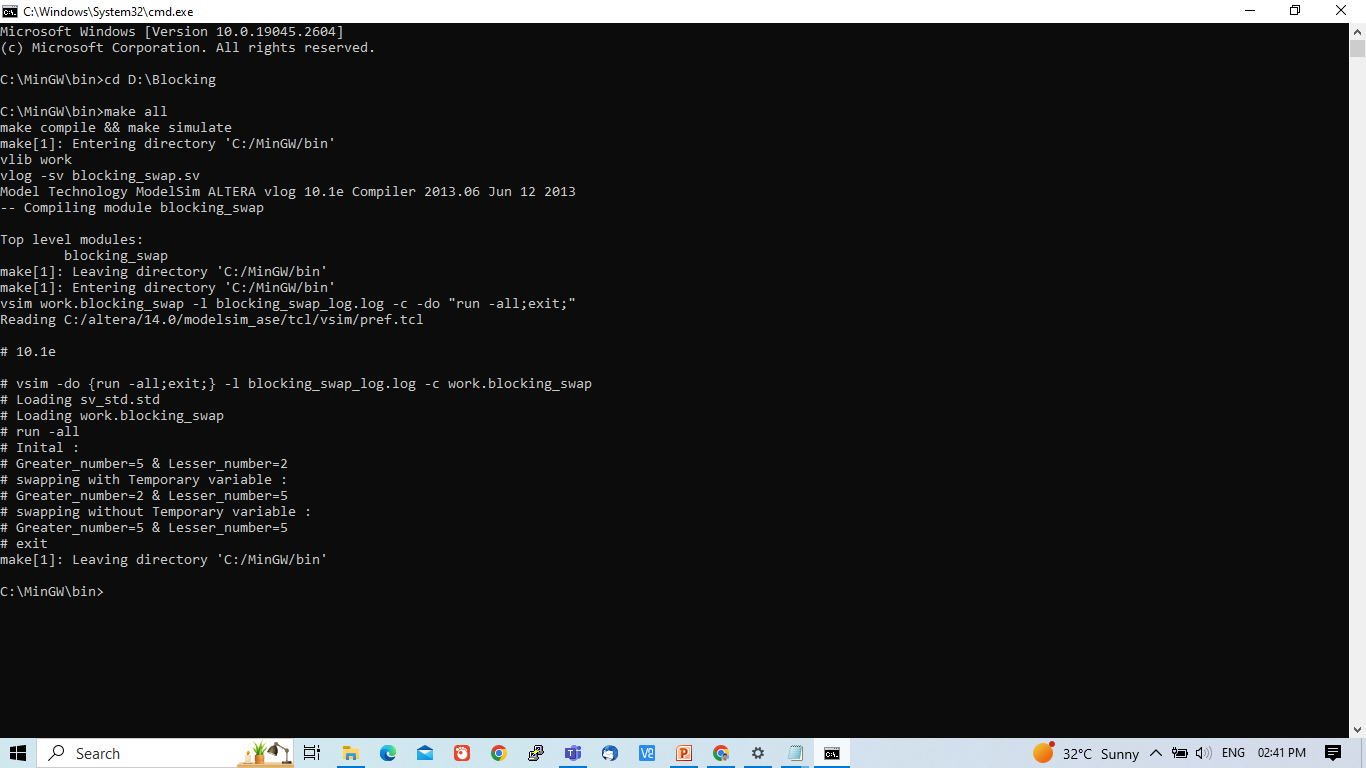 C:\Windows\System32\cmd.exe
Microsoft Windows [Version 10.0.19045.2604]
(c) Microsoft Corporation. All rights reserved.
C:\MinGW\bin>cd D:\Blocking
C:\MinGW\bin>make all
make compile && make simulate
make[1]: Entering directory 'C:/MinGW/bin'
vlib work
vlog -sv blocking_swap.sv
Model Technology ModelSim ALTERA vlog 10.1e Compiler 2013.06 Jun 12 2013
-- Compiling module blocking_swap
Top level modules:
blocking_swap
make[1]: Leaving directory 'C:/MinGW/bin'
make[1]: Entering directory 'C:/MinGW/bin'
vsim work.blocking_swap -l blocking_swap_log.log -c -do "run -all;exit;"
Reading C:/altera/14.0/modelsim_ase/tcl/vsim/pref.tcl
# 10.1e
# vsim -do {run -all;exit;} -l blocking_swap_log.log -c work.blocking_swap
# Loading sv_std.std
# Loading work.blocking_swap
# run -all
# Inital :
# Greater_number=5 & Lesser_number=2
# swapping with Temporary variable :
# Greater_number=2 & Lesser_number=5
# swapping without Temporary variable :
# Greater_number=5 & Lesser_number=5
# exit
make[1]: Leaving directory 'C:/MinGW/bin'
C:\MinGW\bin>
Search
32°C Sunny
ENG
02:41 PM